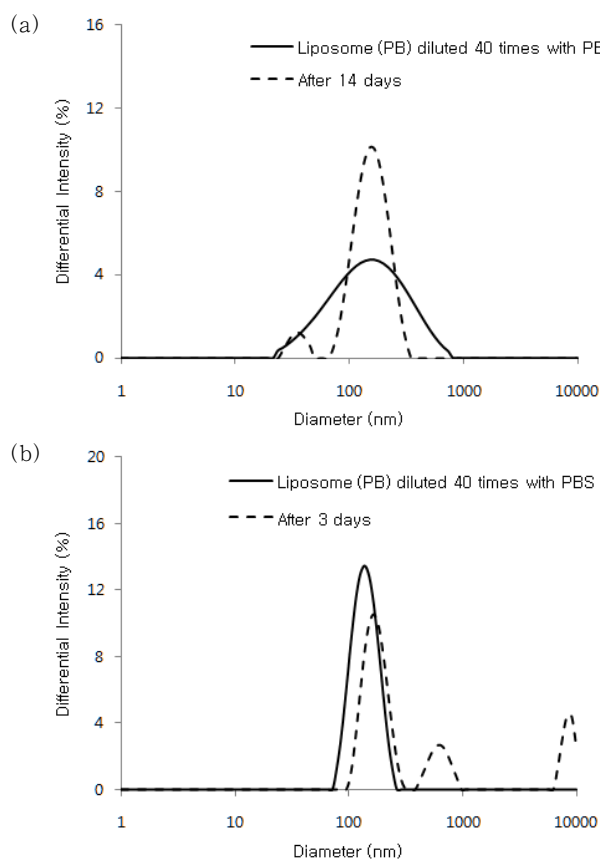 (a)
16
12
8
4
0
Differential Intensity (%)
Liposome (PB) diluted 40 times with PB
After 14 days
1 10 100 1000 10000
Diameter (nm)
(b)
20
16
12
8
4
0
Differential Intensity (%)
Liposome (PB) diluted 40 times with PBS
After 3 days
1 10 100 1000 10000
Diameter (nm)